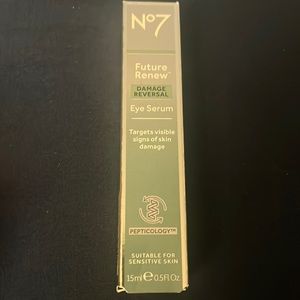 No7
Future
Renew™
DAMAGE
REVERSAL
Eye Serum
Targets visible
signs of skin
damage
PEPTICOLOGY™
SUITABLE FOR
SENSITIVE SKIN
15ml ℮ 0.5Fl.Oz.